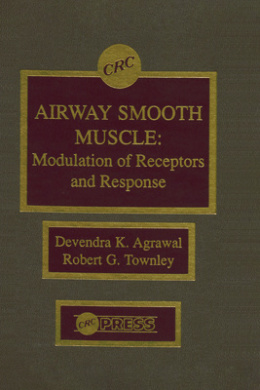 CRC
AIRWAY SMOOTH
MUSCLE:
Modulation of Receptors
and Response
Devendra K. Agrawal
Robert G. Townley
CRC PRESS